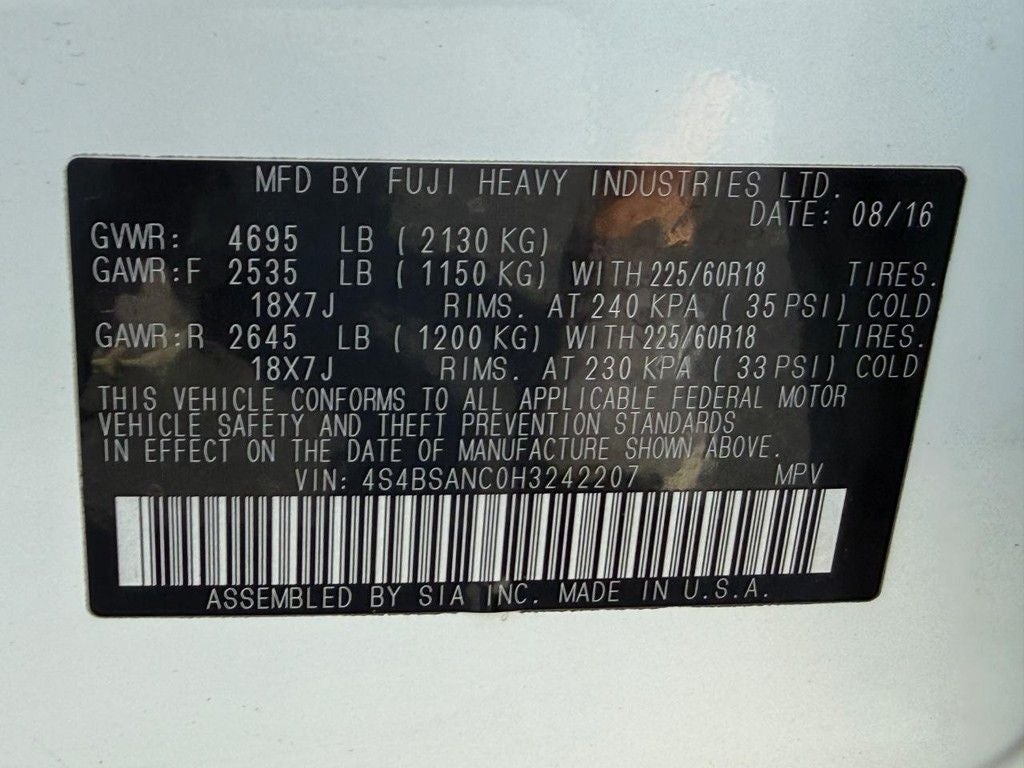 MFD BY FUJI HEAVY INDUSTRIES LTD.
DATE: 08/16
GVWR: 4695 LB ( 2130 KG)
GAWR:F 2535 LB ( 1150 KG) WITH 225/60R18 TIRES.
18X7J RIMS. AT 240 KPA ( 35 PSI) COLD
GAWR:R 2645 LB ( 1200 KG) WITH 225/60R18 TIRES.
18X7J RIMS. AT 230 KPA ( 33 PSI) COLD
THIS VEHICLE CONFORMS TO ALL APPLICABLE FEDERAL MOTOR
VEHICLE SAFETY AND THEFT PREVENTION STANDARDS
IN EFFECT ON THE DATE OF MANUFACTURE SHOWN ABOVE.
VIN: 4S4BSANC0H3242207 MPV
ASSEMBLED BY SIA INC. MADE IN U.S.A.